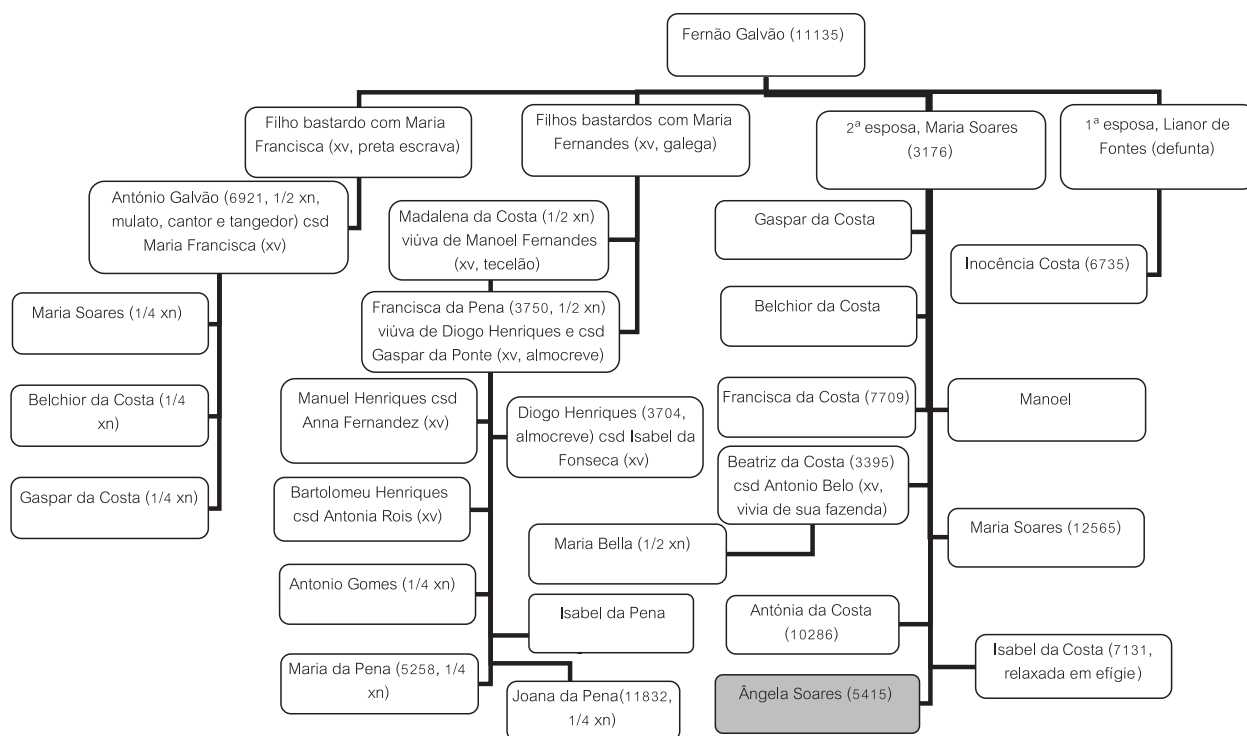 Fernão Galvão (11135)
Filho bastardo com Maria
Francisca (xv, preta escrava)
Filhos bastardos com Maria
Fernandes (xv, galega)
2ª esposa, Maria Soares
(3176)
1ª esposa, Lianor de
Fontes (defunta)
António Galvão (6921, 1/2 xn,
mulato, cantor e tangedor) csd
Maria Francisca (xv)
Madalena da Costa (1/2 xn)
viúva de Manoel Fernandes
(xv, tecelão)
Gaspar da Costa
Inocência Costa (6735)
Maria Soares (1/4 xn)
Francisca da Pena (3750, 1/2 xn)
viúva de Diogo Henriques e csd
Gaspar da Ponte (xv, almocreve)
Belchior da Costa
Belchior da Costa (1/4
xn)
Manuel Henriques csd
Anna Fernandez (xv)
Diogo Henriques (3704,
almocreve) csd Isabel da
Fonseca (xv)
Francisca da Costa (7709)
Manoel
Gaspar da Costa (1/4 xn)
Bartolomeu Henriques
csd Antonia Rois (xv)
Beatriz da Costa (3395)
csd Antonio Belo (xv,
vivia de sua fazenda)
Maria Bella (1/2 xn)
Maria Soares (12565)
Antonio Gomes (1/4 xn)
Isabel da Pena
Antónia da Costa
(10286)
Maria da Pena (5258, 1/4
xn)
Joana da Pena(11832,
1/4 xn)
Isabel da Costa (7131,
relaxada em efígie)
Ângela Soares (5415)